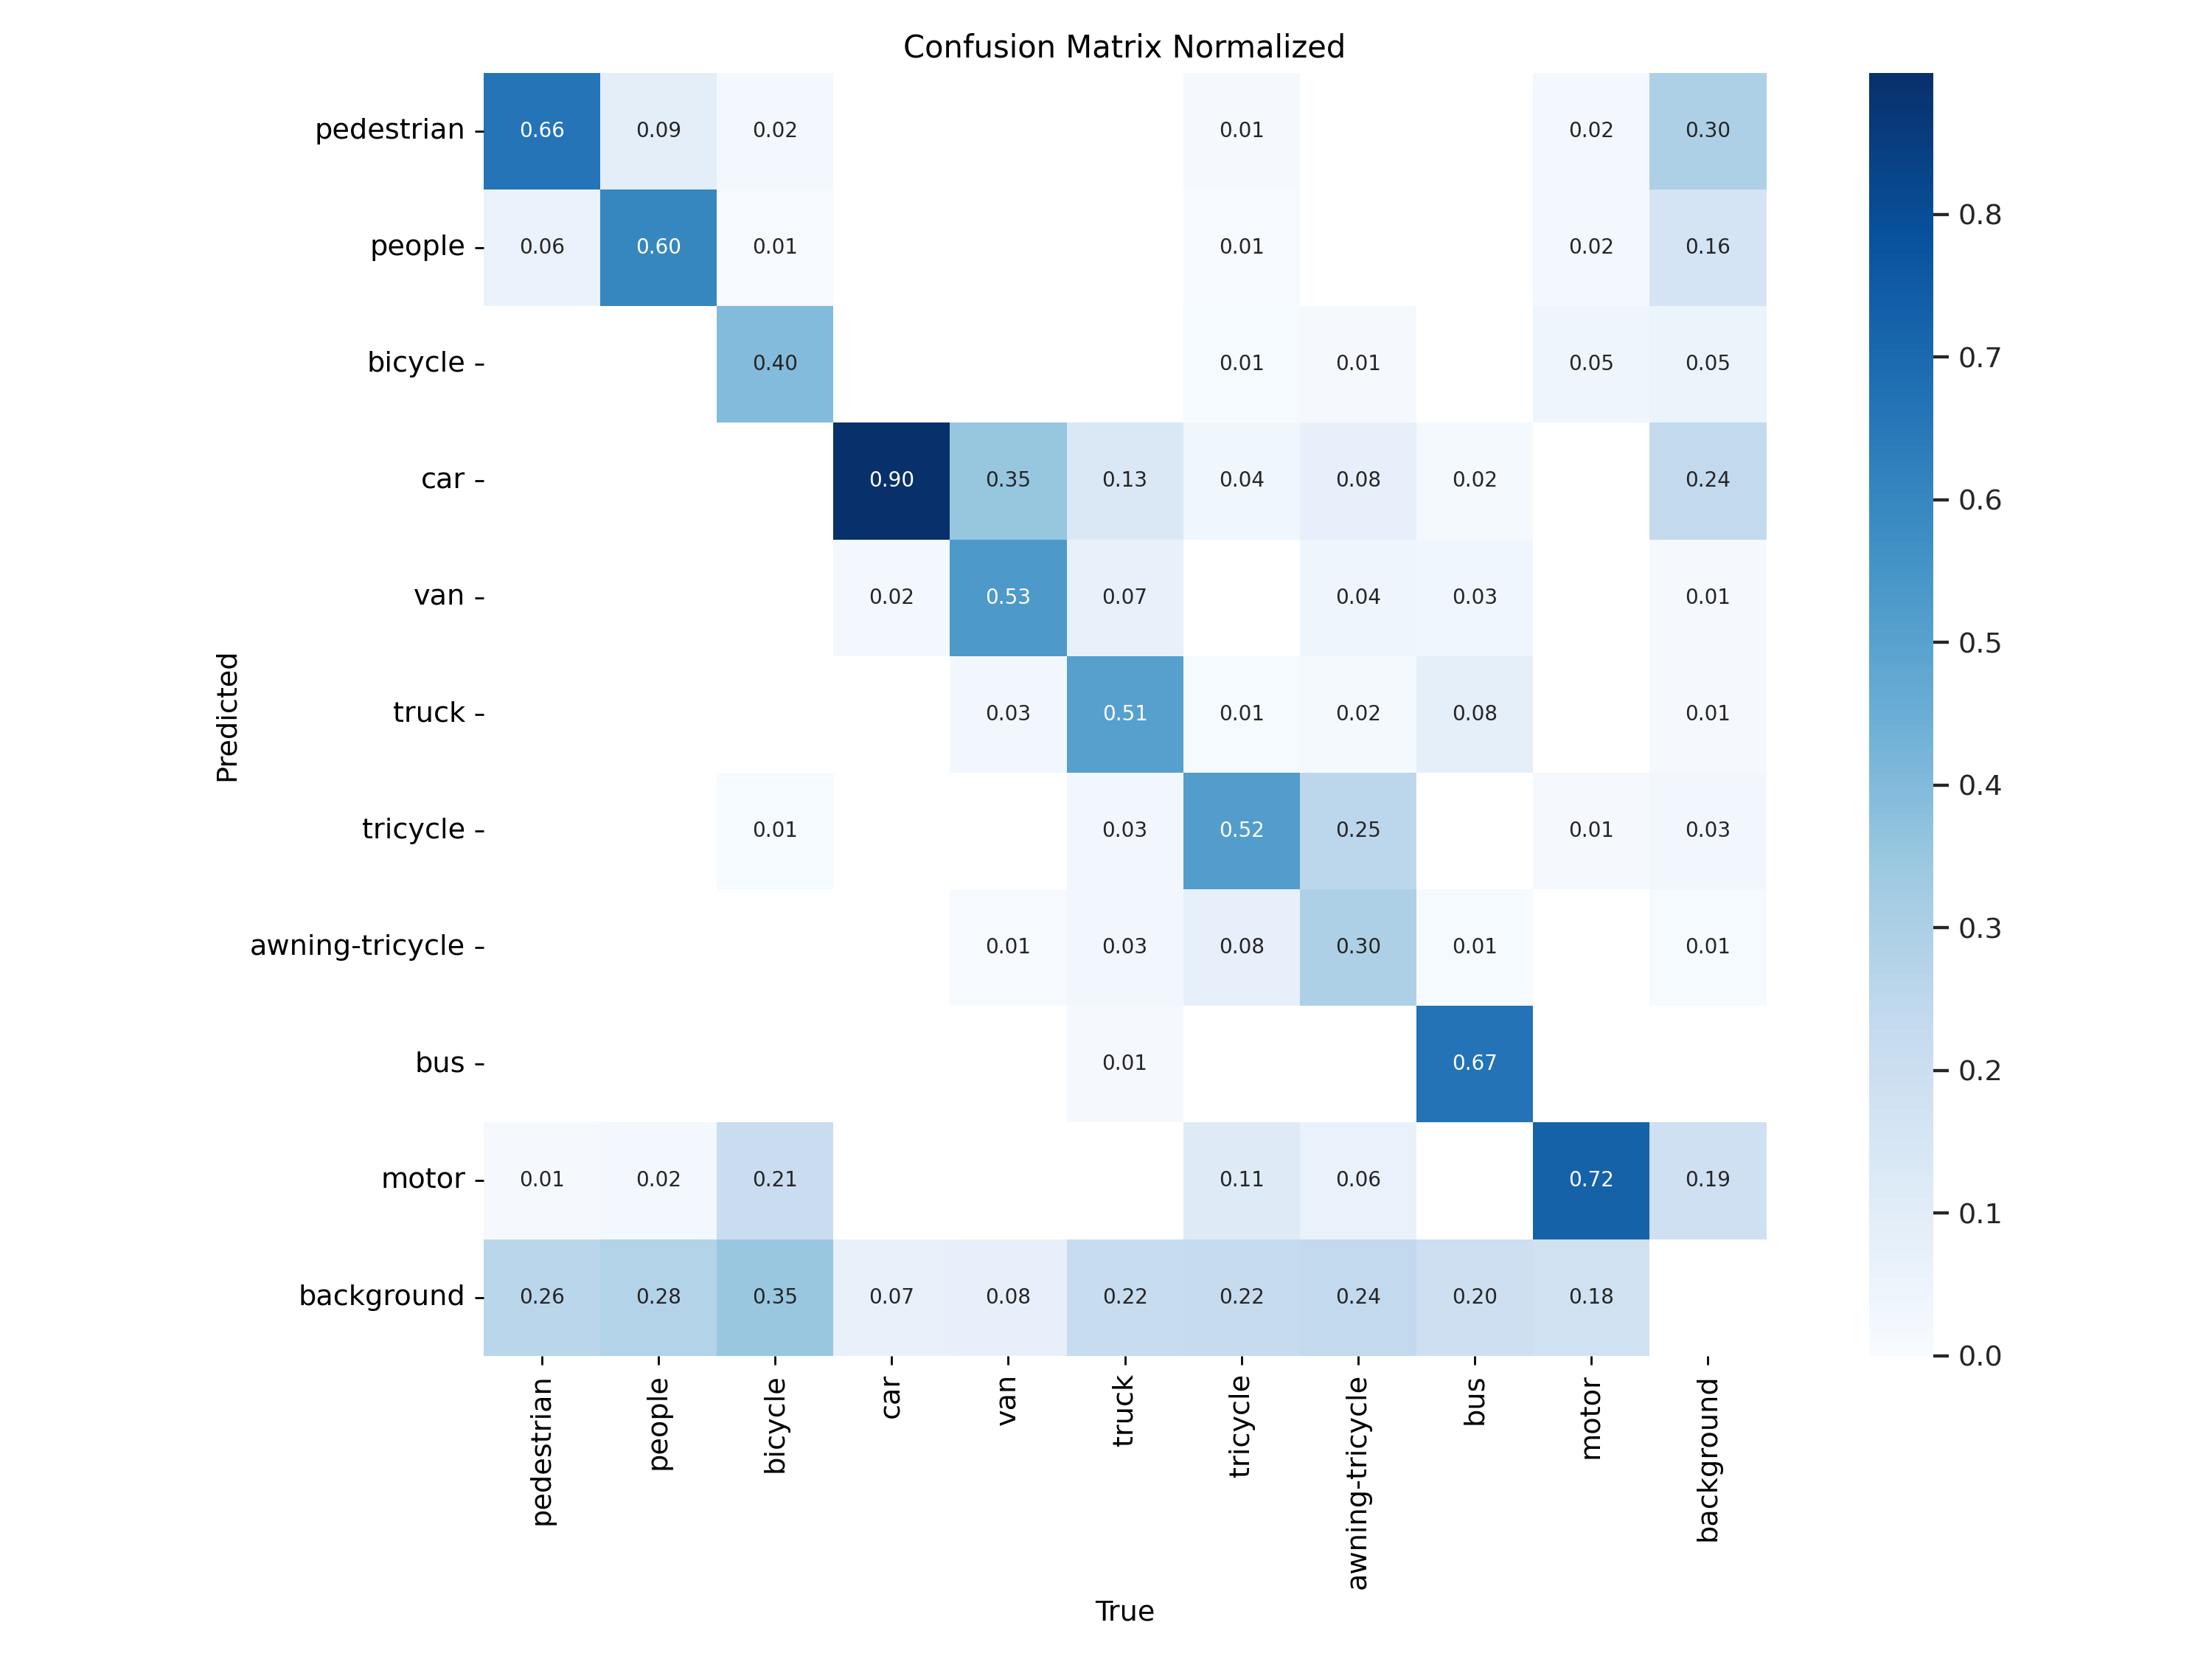 Confusion Matrix Normalized
pedestrian 0.66 0.09 0.02 0.01 0.02 0.30
people 0.06 0.60 0.01 0.01 0.02 0.16
bicycle 0.40 0.01 0.01 0.05 0.05
car 0.90 0.35 0.13 0.04 0.08 0.02 0.24
van 0.02 0.53 0.07 0.04 0.03 0.01
truck 0.03 0.51 0.01 0.02 0.08 0.01
tricycle 0.01 0.03 0.52 0.25 0.01 0.03
awning-tricycle 0.01 0.03 0.08 0.30 0.01 0.01
bus 0.01 0.67
motor 0.01 0.02 0.21 0.11 0.06 0.72 0.19
background 0.26 0.28 0.35 0.07 0.08 0.22 0.22 0.24 0.20 0.18
Predicted
pedestrian
people
bicycle
car
van
truck
tricycle
awning-tricycle
bus
motor
background
True
0.8
0.7
0.6
0.5
0.4
0.3
0.2
0.1
0.0